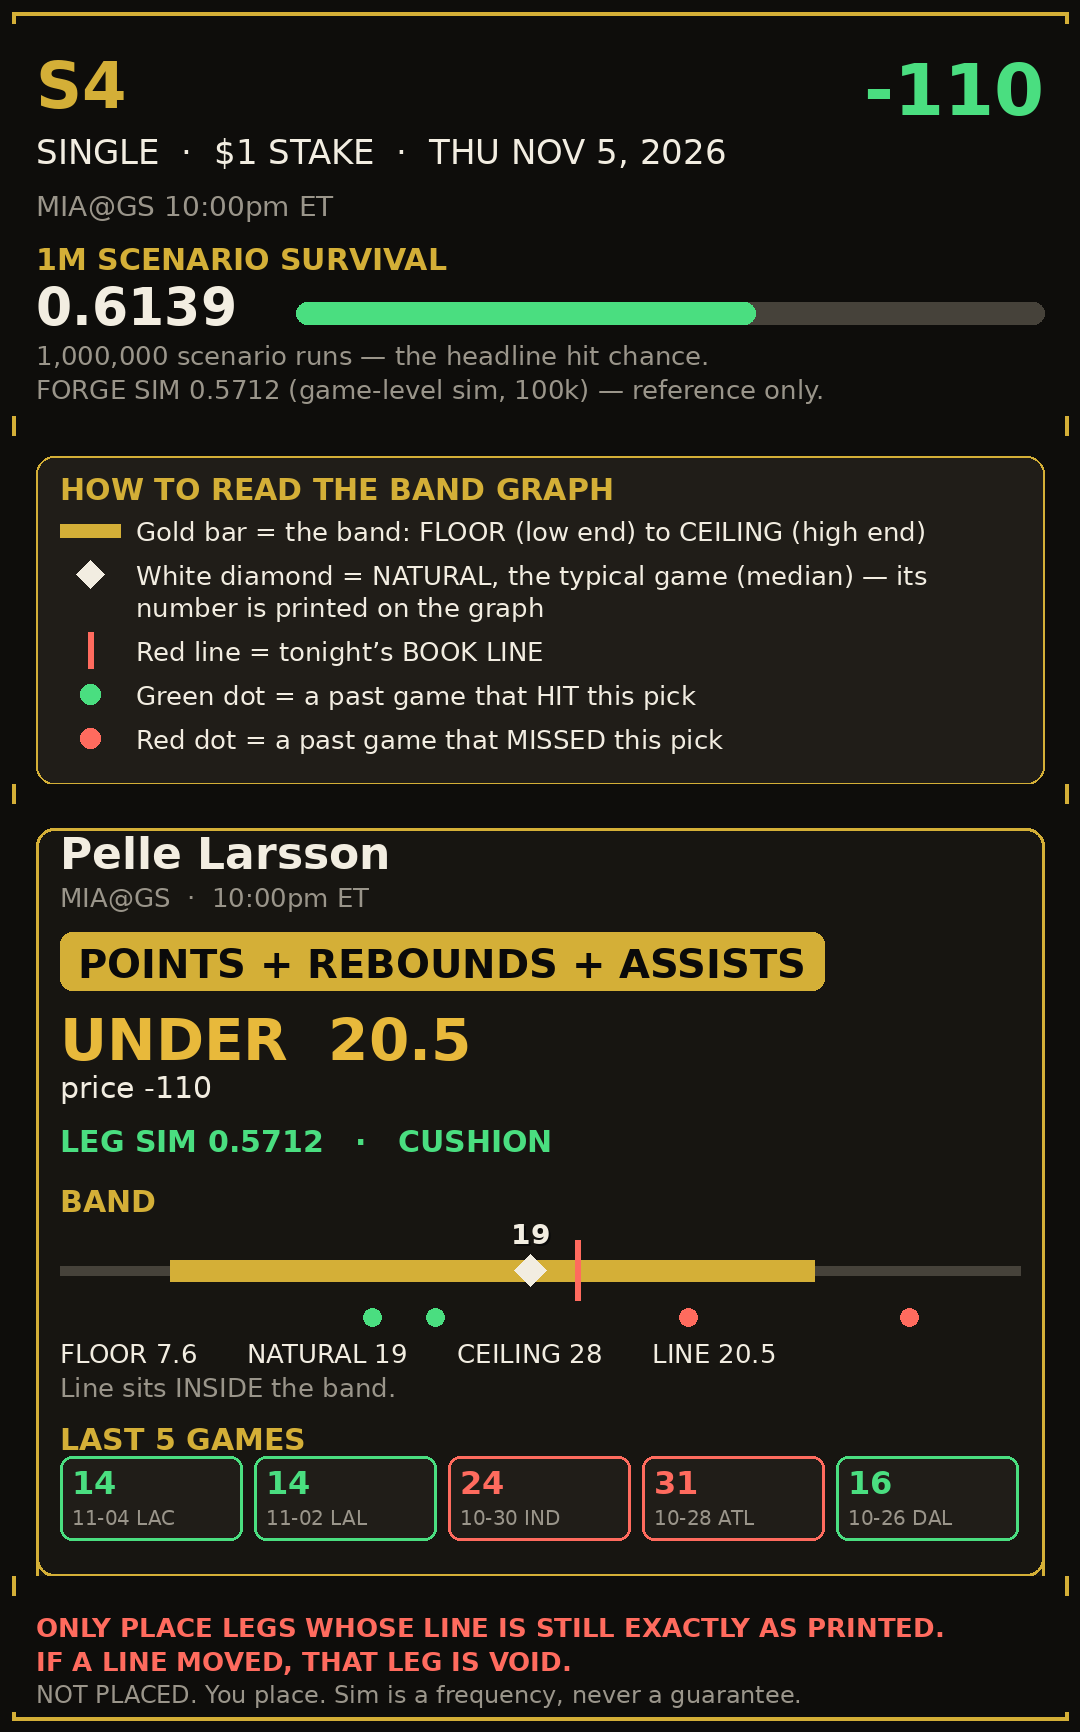 S4
-110
SINGLE · $1 STAKE · THU NOV 5, 2026
MIA@GS 10:00pm ET
1M SCENARIO SURVIVAL
0.6139
1,000,000 scenario runs — the headline hit chance.
FORGE SIM 0.5712 (game-level sim, 100k) — reference only.
HOW TO READ THE BAND GRAPH
Gold bar = the band: FLOOR (low end) to CEILING (high end)
White diamond = NATURAL, the typical game (median) — its
number is printed on the graph
Red line = tonight’s BOOK LINE
Green dot = a past game that HIT this pick
Red dot = a past game that MISSED this pick
Pelle Larsson
MIA@GS · 10:00pm ET
POINTS + REBOUNDS + ASSISTS
UNDER 20.5
price -110
LEG SIM 0.5712 · CUSHION
BAND
19
FLOOR 7.6 NATURAL 19 CEILING 28 LINE 20.5
Line sits INSIDE the band.
LAST 5 GAMES
14 14 24 31 16
11-04 LAC 11-02 LAL 10-30 IND 10-28 ATL 10-26 DAL
ONLY PLACE LEGS WHOSE LINE IS STILL EXACTLY AS PRINTED.
IF A LINE MOVED, THAT LEG IS VOID.
NOT PLACED. You place. Sim is a frequency, never a guarantee.